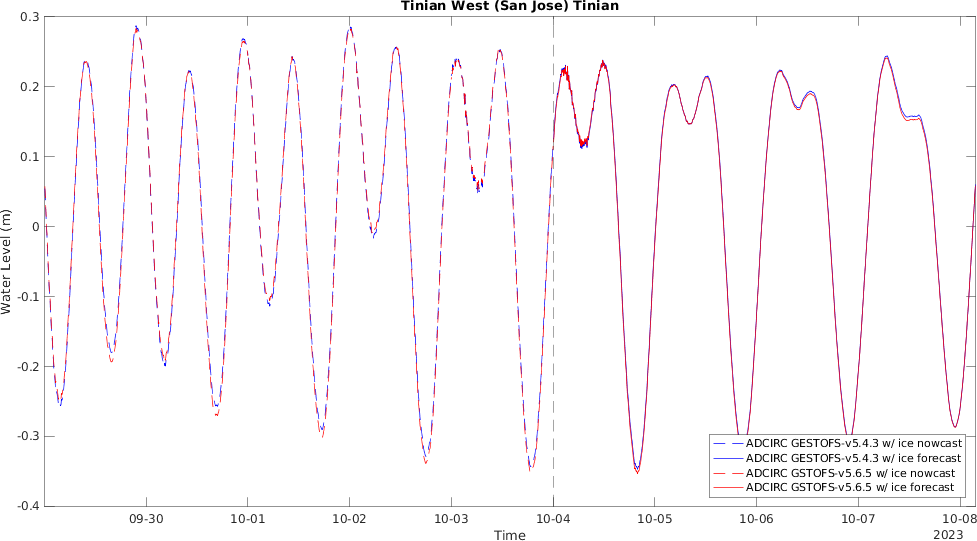 Tinian West (San Jose) Tinian
0.3
0.2
0.1
0
-0.1
-0.2
-0.3
-0.4
Water Level (m)
ADCIRC GESTOFS-v5.4.3 w/ ice nowcast
ADCIRC GESTOFS-v5.4.3 w/ ice forecast
ADCIRC GSTOFS-v5.6.5 w/ ice nowcast
ADCIRC GSTOFS-v5.6.5 w/ ice forecast
09-30 10-01 10-02 10-03 10-04 10-05 10-06 10-07 10-08
Time
2023